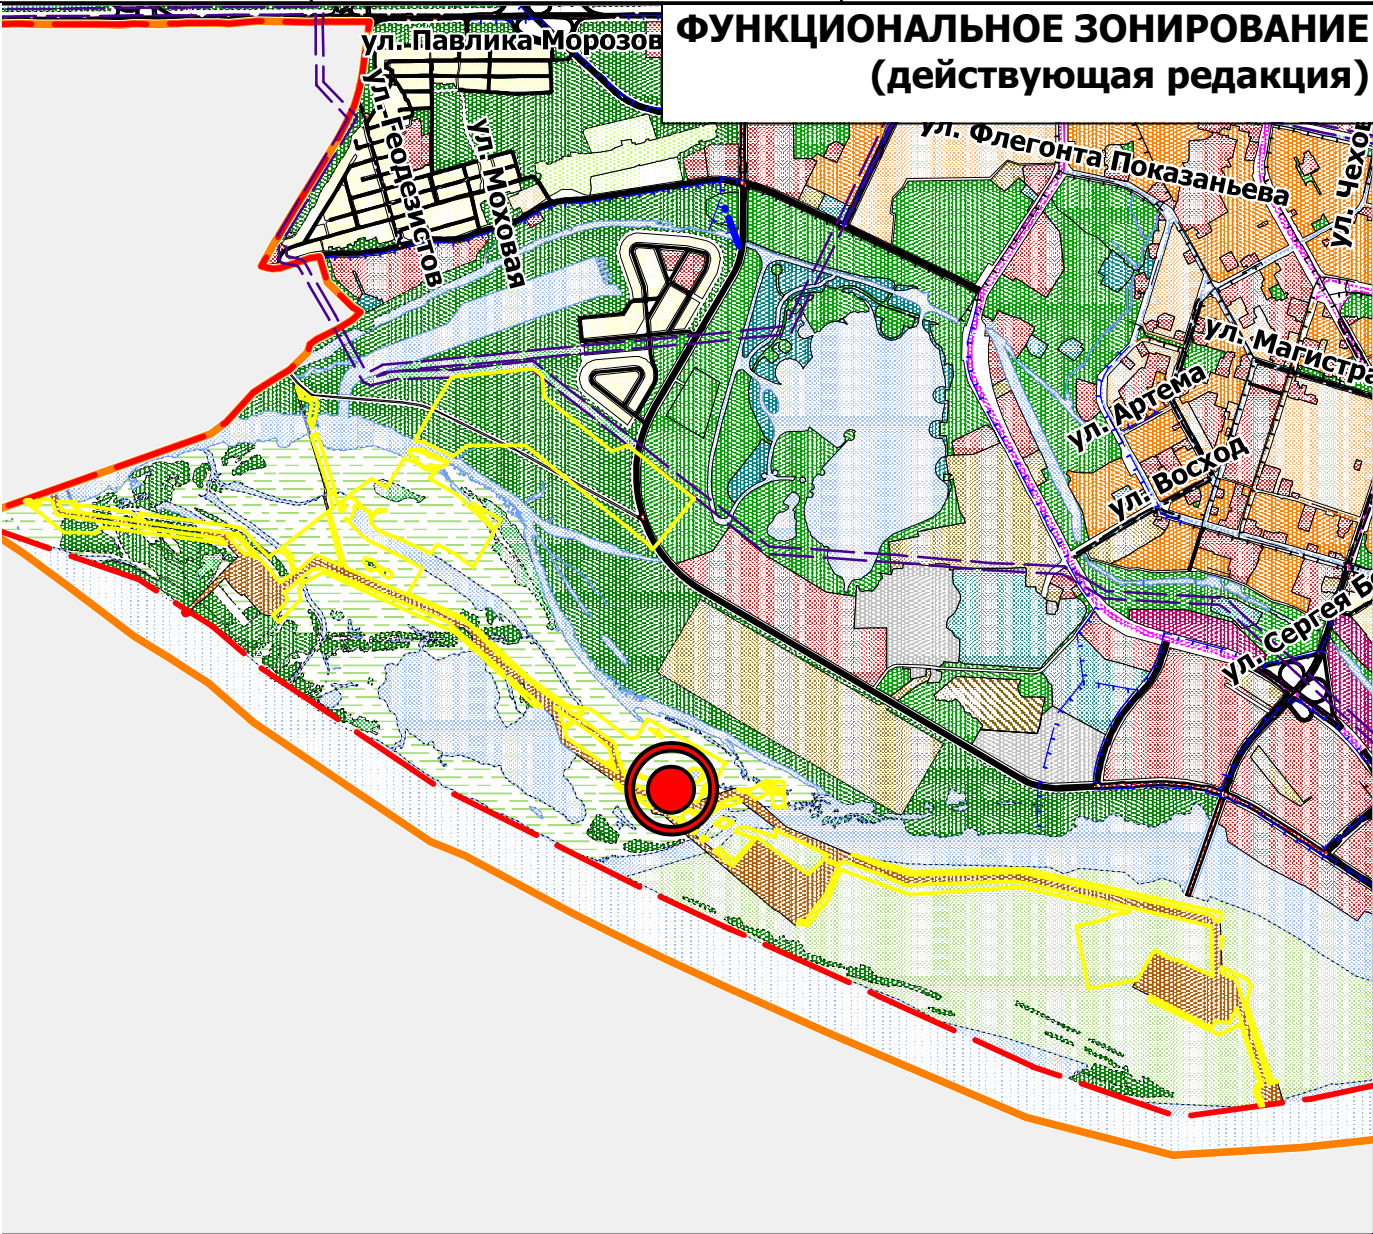 ФУНКЦИОНАЛЬНОЕ ЗОНИРОВАНИЕ
(действующая редакция)
ул. Павлика Морозов
ул. Геодезистов
ул. Моховая
ул. Флегонта Показаньева
ул. Чехов
ул. Магистра
ул. Артема
ул. Восход
ул. Сергея Б